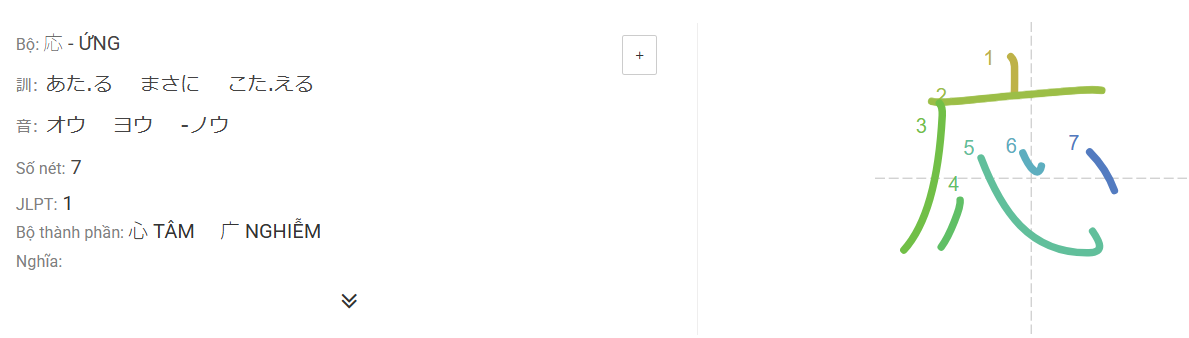 Bộ: 応 - ỨNG
+
訓: あた.る まさに こた.える
音: オウ ヨウ -ノウ
Số nét: 7
JLPT: 1
Bộ thành phần: 心 TÂM 广 NGHIỄM
Nghĩa:
応
1
2
3
4
5
6
7